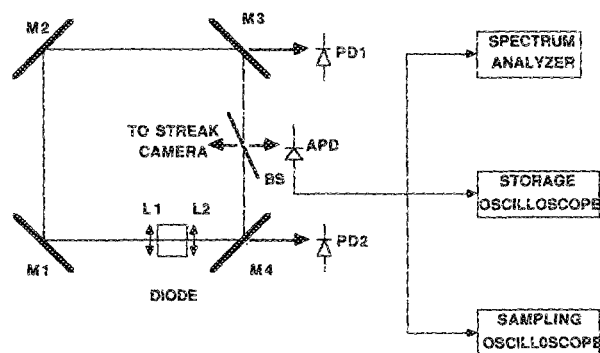 M2
M3
PD1
SPECTRUM
ANALYZER
TO STREAK
CAMERA
APD
BS
STORAGE
OSCILLOSCOPE
L1
L2
PD2
M1
M4
DIODE
SAMPLING
OSCILLOSCOPE